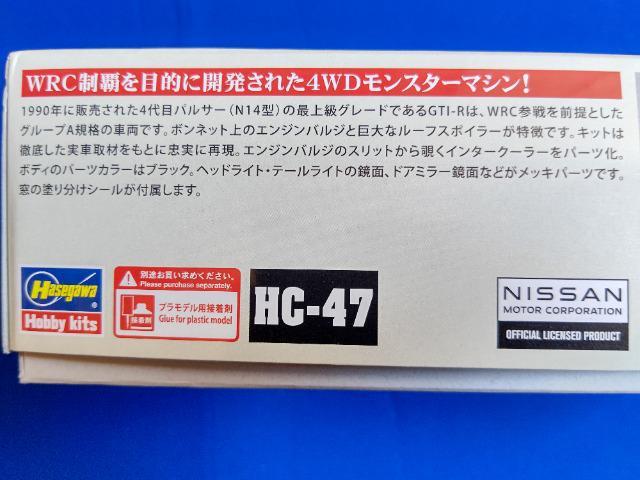 WRC制覇を目的に開発された4WDモンスターマシン!
1990年に販売された4代目パルサー(N14型)の最上級グレードであるGTI-Rは、WRC参戦を前提とした
グループA規格の車両です。ボンネット上のエンジンバルジと巨大なルーフスポイラーが特徴です。キットは
徹底した実車取材をもとに忠実に再現。エンジンバルジのスリットから覗くインタークーラーをパーツ化。
ボディのパーツカラーはブラック。ヘッドライト・テールライトの鏡面、ドアミラー鏡面などがメッキパーツです。
窓の塗り分けシールが付属します。
Hasegawa
Hobby kits
別途お買い求めください。
Please purchase separately.
接着剤
プラモデル用接着剤
Glue for plastic model
HC-47
NISSAN
MOTOR CORPORATION
OFFICIAL LICENSED PRODUCT